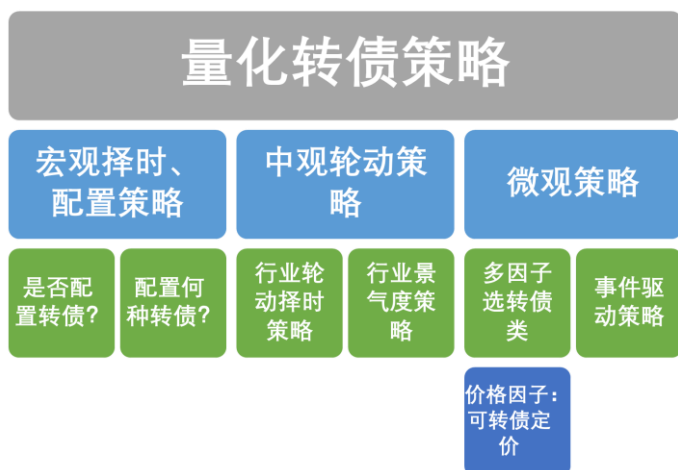 量化转债策略
宏观择时、
配置策略
中观轮动策
略
微观策略
是否配
置转债？
配置何
种转债？
行业轮
动择时
策略
行业景
气度策
略
多因子
选转债
类
事件驱
动策略
价格因子：
可转债定
价